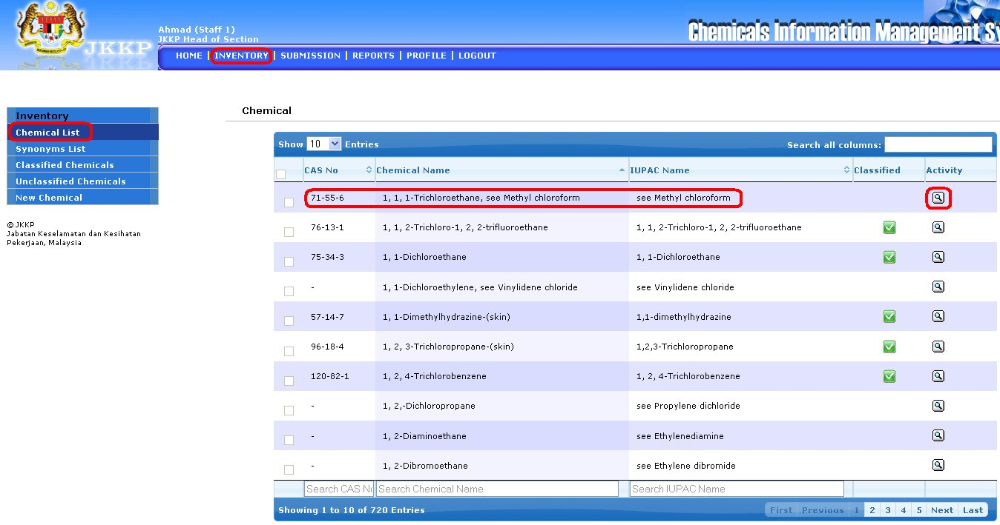 JKKP
Ahmad (Staff 1)
JKKP Head of Section
Chemicals Information Management Sy
HOME | INVENTORY | SUBMISSION | REPORTS | PROFILE | LOGOUT
Inventory
Chemical List
Synonyms List
Classified Chemicals
Unclassified Chemicals
New Chemical
© JKKP
Jabatan Keselamatan dan Kesihatan
Pekerjaan, Malaysia
Chemical
Show 10 Entries Search all columns:
CAS No Chemical Name IUPAC Name Classified Activity
71-55-6 1, 1, 1-Trichloroethane, see Methyl chloroform see Methyl chloroform
76-13-1 1, 1, 2-Trichloro-1, 2, 2-trifluroethane 1, 1, 2-Trichloro-1, 2, 2-trifluoroethane
75-34-3 1, 1-Dichloroethane 1, 1-Dichloroethane
- 1, 1-Dichloroethylene, see Vinylidene chloride see Vinylidene chloride
57-14-7 1, 1-Dimethylhydrazine-(skin) 1,1-dimethylhydrazine
96-18-4 1, 2, 3-Trichloropropane-(skin) 1,2,3-Trichloropropane
120-82-1 1, 2, 4-Trichlorobenzene 1, 2, 4-Trichlorobenzene
- 1, 2,-Dichloropropane see Propylene dichloride
- 1, 2-Diaminoethane see Ethylenediamine
- 1, 2-Dibromoethane see Ethylene dibromide
Search CAS No Search Chemical Name Search IUPAC Name
Showing 1 to 10 of 720 Entries First Previous 1 2 3 4 5 Next Last